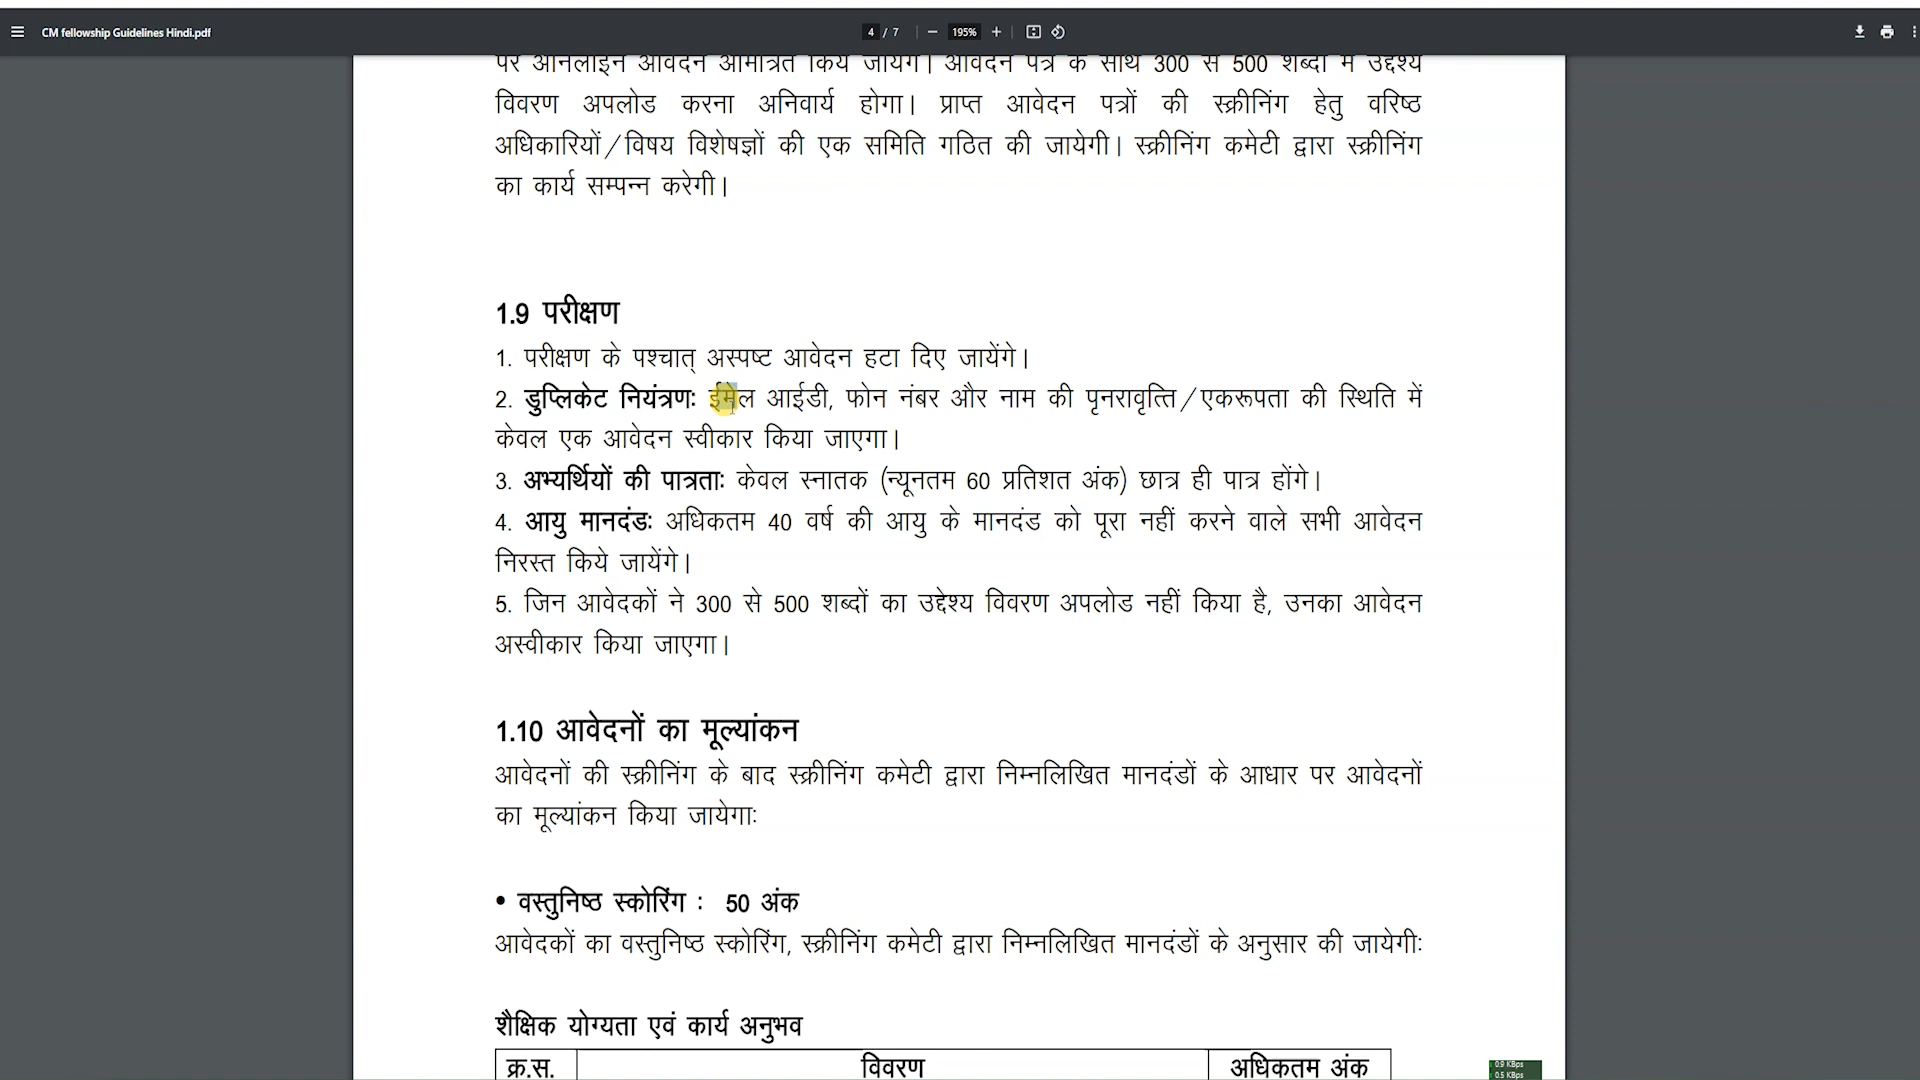 CM fellowship Guidelines Hindi.pdf
4 / 7
195%
पर ऑनलाइन आवेदन आमंत्रित किये जायेंगे। आवेदन पत्र के साथ 300 से 500 शब्दों में उद्देश्य
विवरण अपलोड करना अनिवार्य होगा। प्राप्त आवेदन पत्रों की स्क्रीनिंग हेतु वरिष्ठ
अधिकारियों/विषय विशेषज्ञों की एक समिति गठित की जायेगी। स्क्रीनिंग कमेटी द्वारा स्क्रीनिंग
का कार्य सम्पन्न करेगी।
1.9 परीक्षण
1. परीक्षण के पश्चात् अस्पष्ट आवेदन हटा दिए जायेंगे।
2. डुप्लिकेट नियंत्रणः ईमेल आईडी, फोन नंबर और नाम की पृनरावृत्ति/एकरूपता की स्थिति में
केवल एक आवेदन स्वीकार किया जाएगा।
3. अभ्यर्थियों की पात्रताः केवल स्नातक (न्यूनतम 60 प्रतिशत अंक) छात्र ही पात्र होंगे।
4. आयु मानदंडः अधिकतम 40 वर्ष की आयु के मानदंड को पूरा नहीं करने वाले सभी आवेदन
निरस्त किये जायेंगे।
5. जिन आवेदकों ने 300 से 500 शब्दों का उद्देश्य विवरण अपलोड नहीं किया है, उनका आवेदन
अस्वीकार किया जाएगा।
1.10 आवेदनों का मूल्यांकन
आवेदनों की स्क्रीनिंग के बाद स्क्रीनिंग कमेटी द्वारा निम्नलिखित मानदंडों के आधार पर आवेदनों
का मूल्यांकन किया जायेगाः
• वस्तुनिष्ठ स्कोरिंग : 50 अंक
आवेदकों का वस्तुनिष्ठ स्कोरिंग, स्क्रीनिंग कमेटी द्वारा निम्नलिखित मानदंडों के अनुसार की जायेगीः
शैक्षिक योग्यता एवं कार्य अनुभव
क्र.स. विवरण अधिकतम अंक
0.9 KBps
0.5 KBps